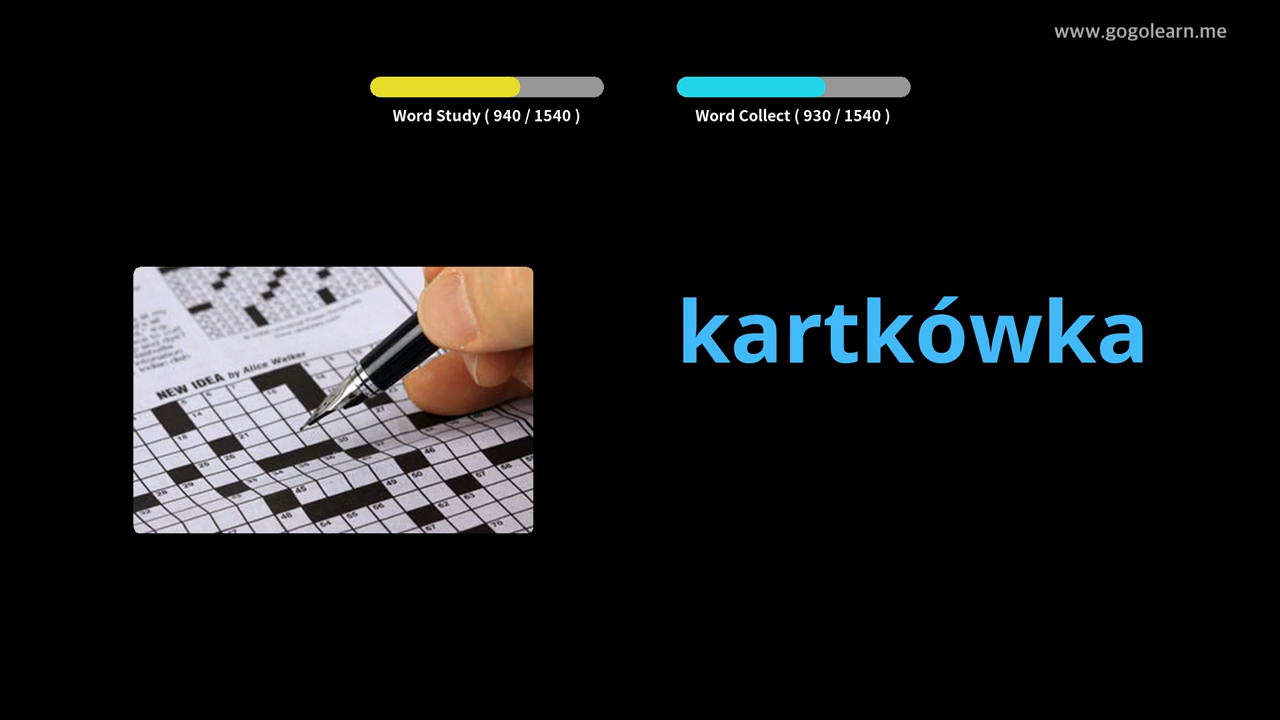 www.gogolearn.me
Word Study ( 940 / 1540 )
Word Collect ( 930 / 1540 )
kartkówka
NEW IDEA by Alice Walker